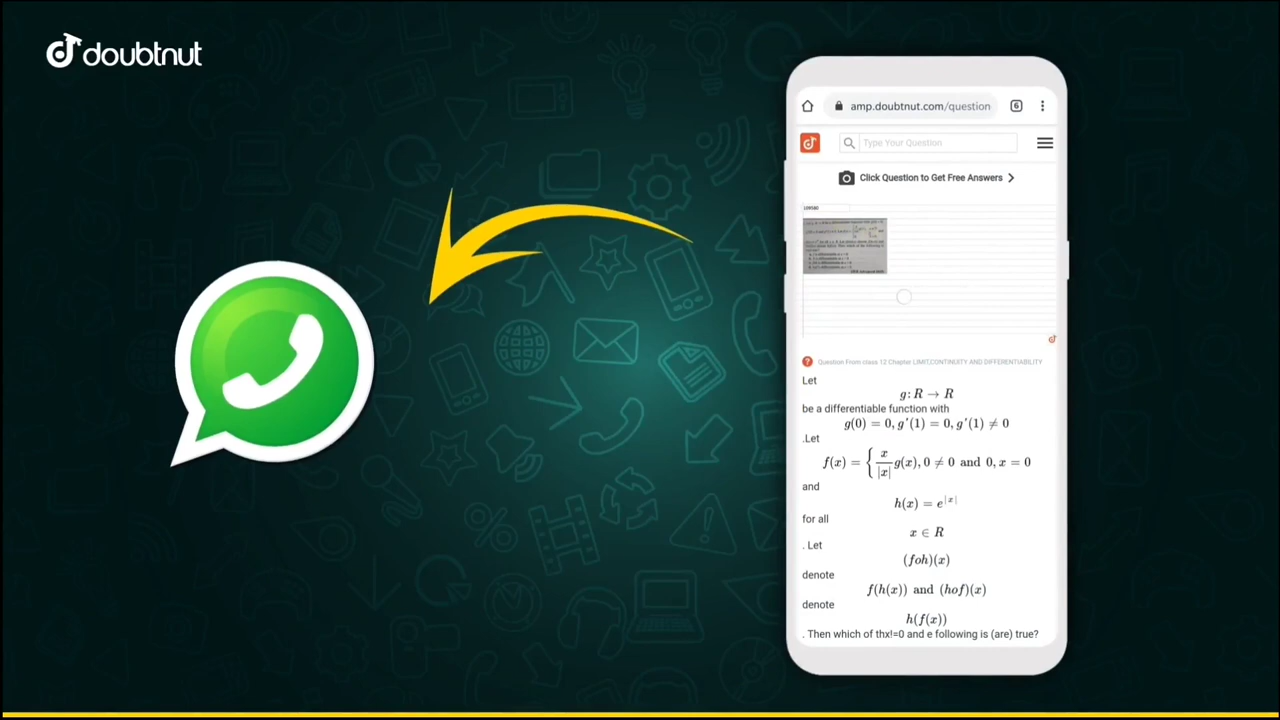 doubtnut
amp.doubtnut.com/question
6
Type Your Question
Click Question to Get Free Answers
Question From class 12 Chapter LIMIT,CONTINUITY AND DIFFERENTIABILITY
Let
g: R → R
be a differentiable function with
g(0) = 0, g'(1) = 0, g'(1) ≠ 0
.Let
f(x) = { x/|x| g(x), 0 ≠ 0 and 0, x = 0
and
h(x) = e^|x|
for all
x ∈ R
. Let
(foh)(x)
denote
f(h(x)) and (hof)(x)
denote
h(f(x))
. Then which of thx!=0 and e following is (are) true?